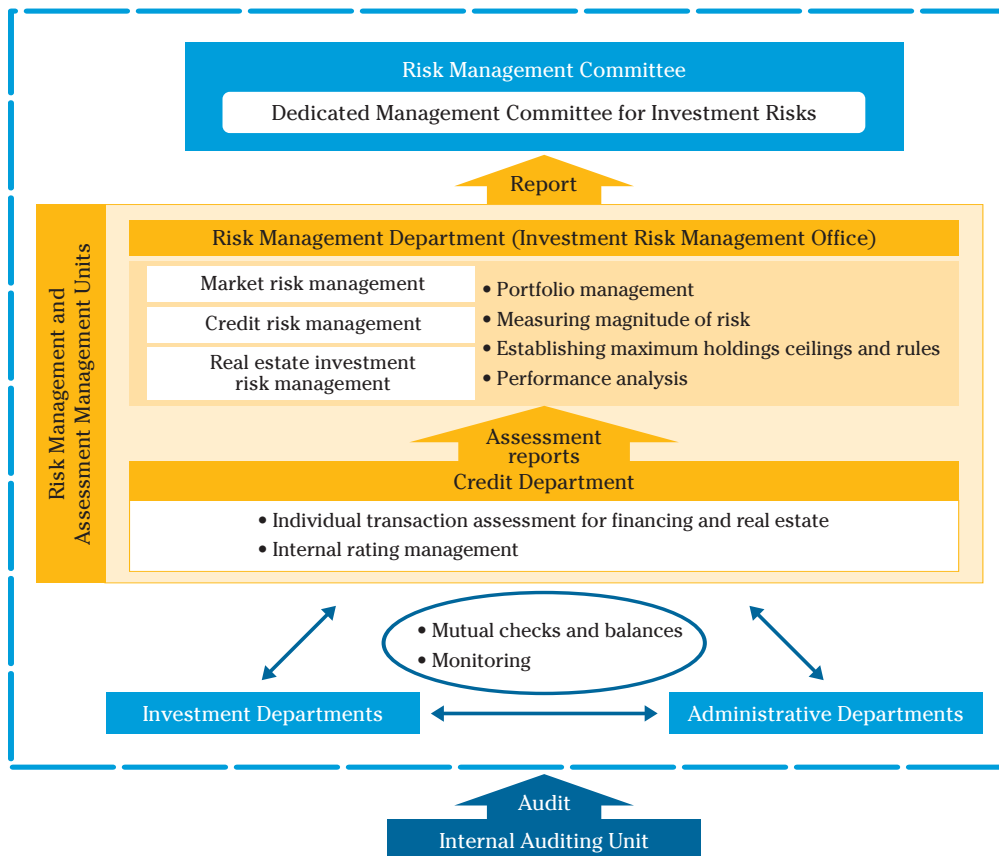 Risk Management Committee
Dedicated Management Committee for Investment Risks
Report
Risk Management and
Assessment Management Units
Risk Management Department (Investment Risk Management Office)
Market risk management
Credit risk management
Real estate investment
risk management
• Portfolio management
• Measuring magnitude of risk
• Establishing maximum holdings ceilings and rules
• Performance analysis
Assessment
reports
Credit Department
• Individual transaction assessment for financing and real estate
• Internal rating management
• Mutual checks and balances
• Monitoring
Investment Departments
Administrative Departments
Audit
Internal Auditing Unit